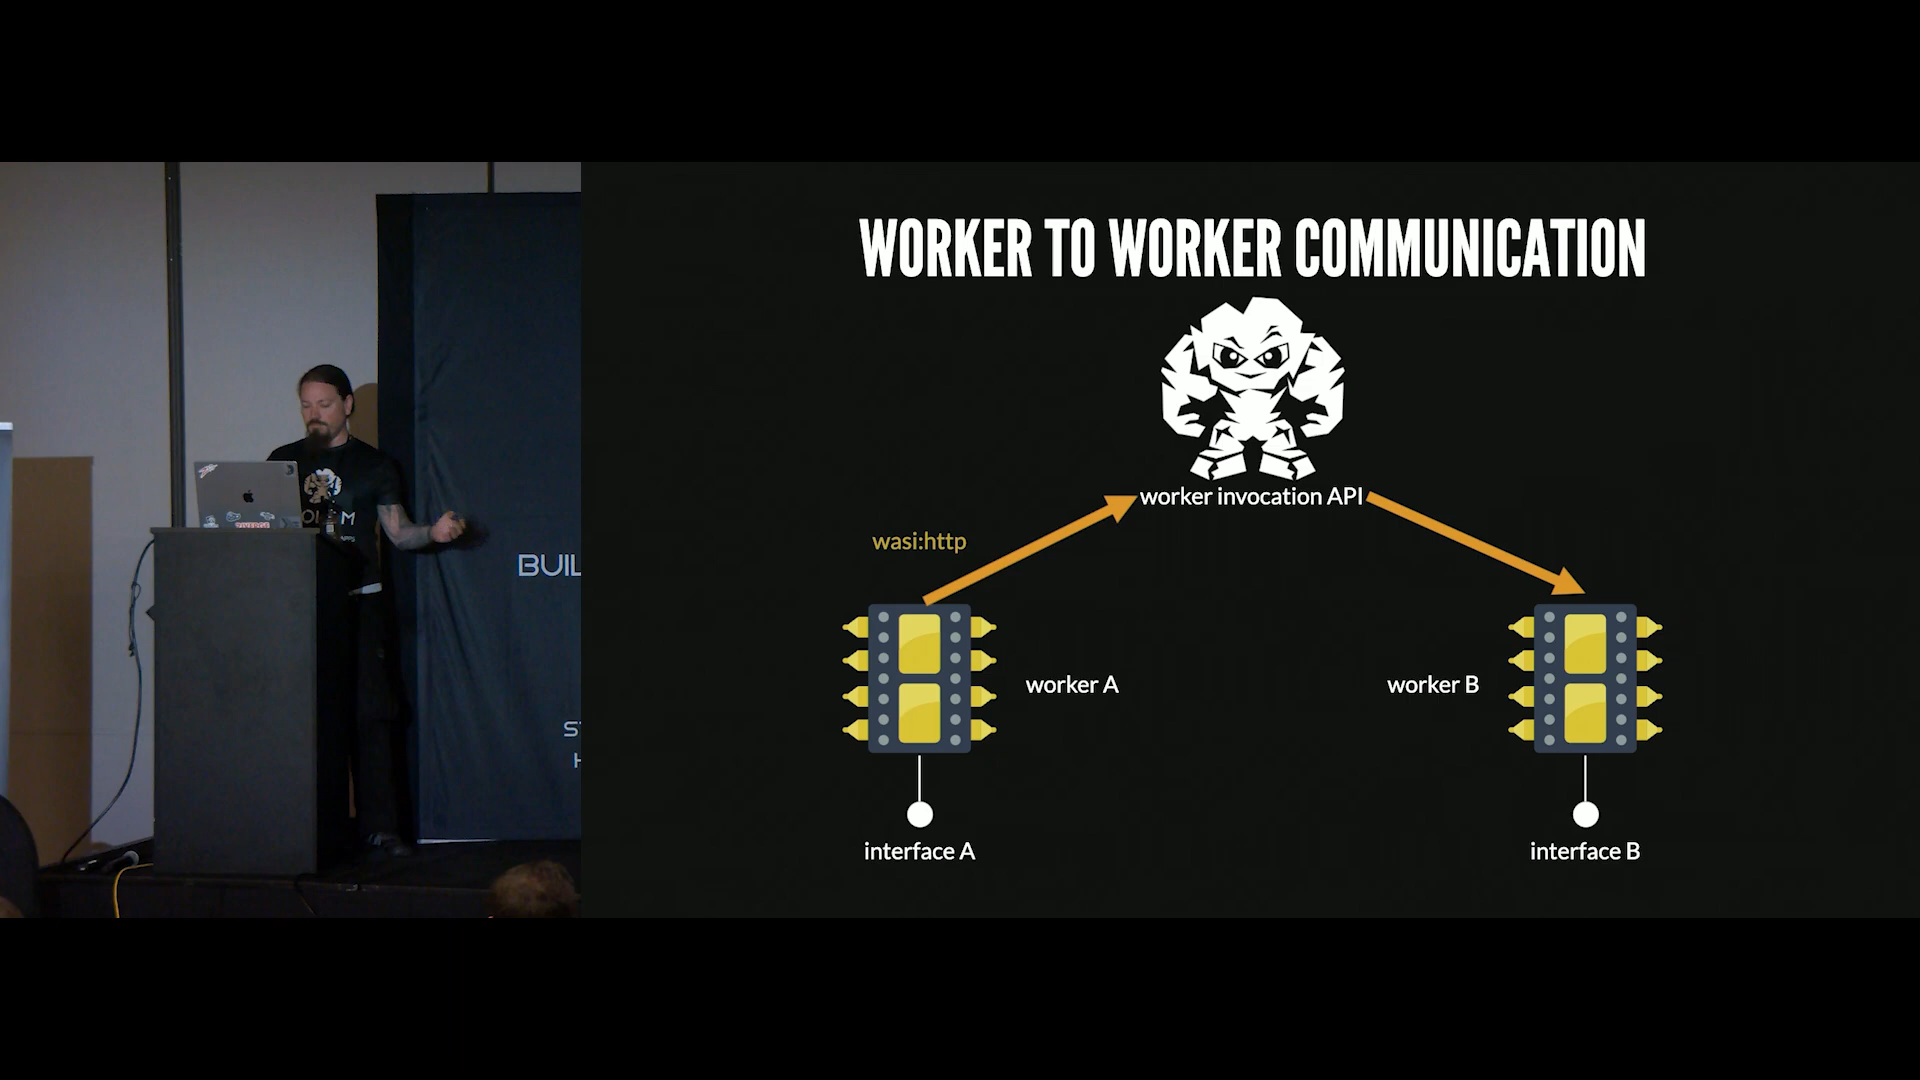 WORKER TO WORKER COMMUNICATION
worker invocation API
wasi:http
worker A
worker B
interface A
interface B
BUIL